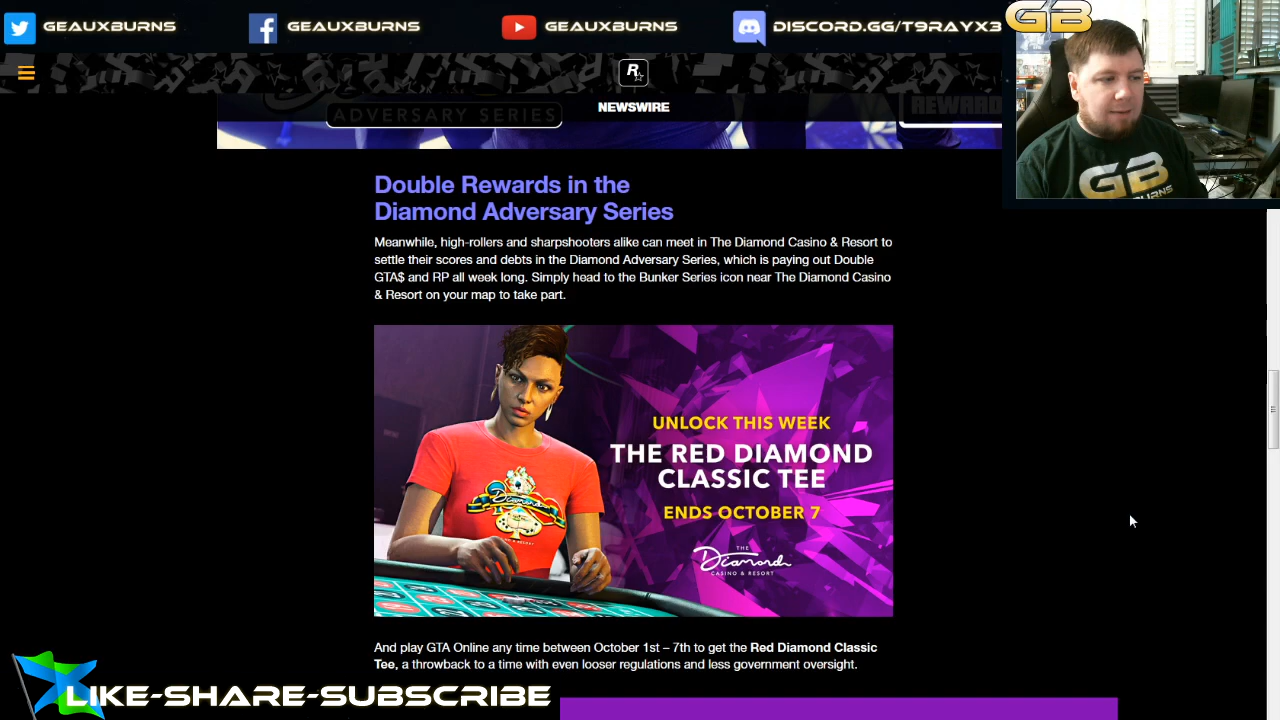 GEAUXBURNS
GEAUXBURNS
GEAUXBURNS
DISCORD.GG/T9RAYX3
GB
R
NEWSWIRE
ADVERSARY SERIES
REWARD
GB
BURNS
Double Rewards in the
Diamond Adversary Series
Meanwhile, high-rollers and sharpshooters alike can meet in The Diamond Casino & Resort to
settle their scores and debts in the Diamond Adversary Series, which is paying out Double
GTA$ and RP all week long. Simply head to the Bunker Series icon near The Diamond Casino
& Resort on your map to take part.
UNLOCK THIS WEEK
THE RED DIAMOND
CLASSIC TEE
ENDS OCTOBER 7
Diamond
THE
Diamond
CASINO & RESORT
And play GTA Online any time between October 1st – 7th to get the Red Diamond Classic
Tee, a throwback to a time with even looser regulations and less government oversight.
LIKE-SHARE-SUBSCRIBE